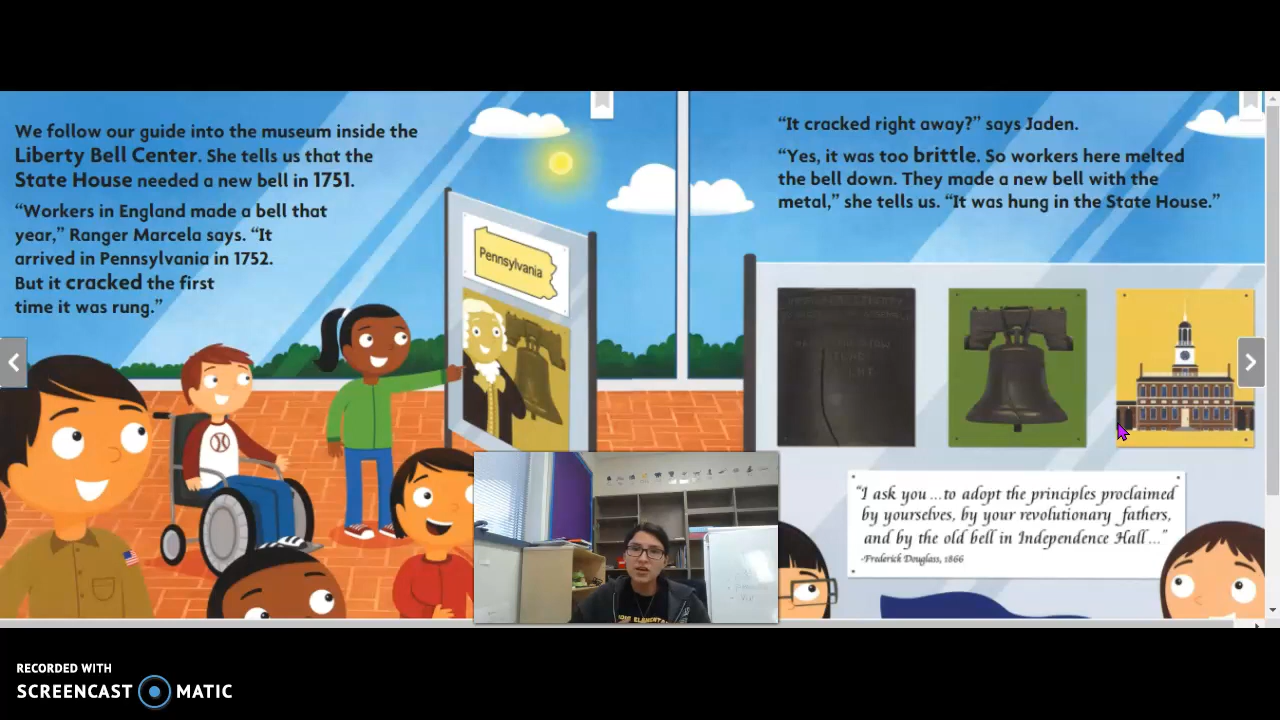 We follow our guide into the museum inside the
Liberty Bell Center. She tells us that the
State House needed a new bell in 1751.
“Workers in England made a bell that
year,” Ranger Marcela says. “It
arrived in Pennsylvania in 1752.
But it cracked the first
time it was rung.”
Pennsylvania
“It cracked right away?” says Jaden.
“Yes, it was too brittle. So workers here melted
the bell down. They made a new bell with the
metal,” she tells us. “It was hung in the State House.”
“I ask you...to adopt the principles proclaimed
by yourselves, by your revolutionary fathers,
and by the old bell in Independence Hall...”
-Frederick Douglass, 1866
RECORDED WITH
SCREENCAST MATIC